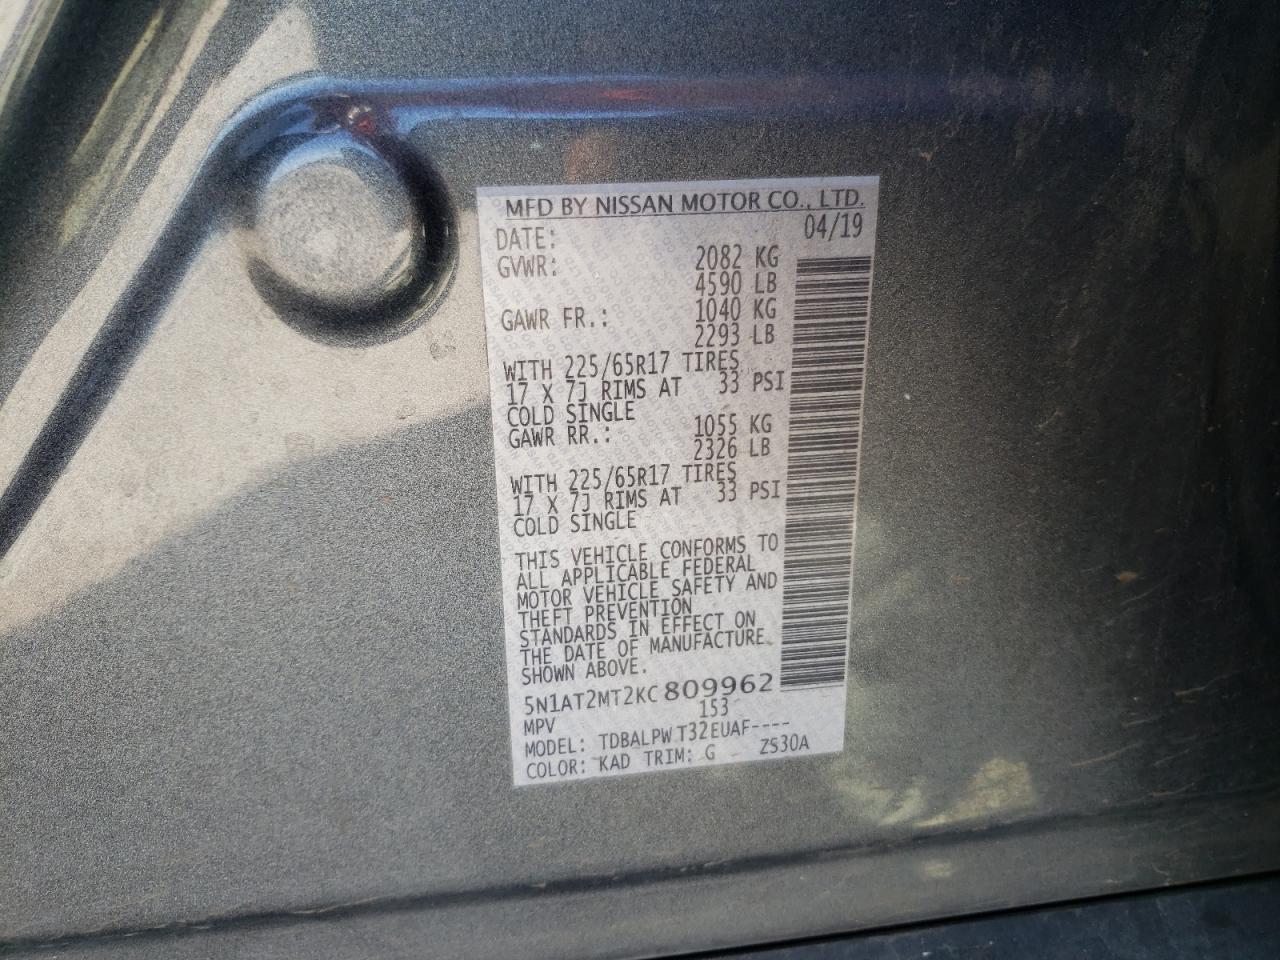 MFD BY NISSAN MOTOR CO., LTD.
DATE: 04/19
GVWR: 2082 KG
4590 LB
GAWR FR.: 1040 KG
2293 LB
WITH 225/65R17 TIRES
17 X 7J RIMS AT 33 PSI
COLD SINGLE
GAWR RR.: 1055 KG
2326 LB
WITH 225/65R17 TIRES
17 X 7J RIMS AT 33 PSI
COLD SINGLE
THIS VEHICLE CONFORMS TO
ALL APPLICABLE FEDERAL
MOTOR VEHICLE SAFETY AND
THEFT PREVENTION
STANDARDS IN EFFECT ON
THE DATE OF MANUFACTURE
SHOWN ABOVE.
5N1AT2MT2KC809962
MPV 153
MODEL: TDBALPW T32EUAF----
COLOR: KAD TRIM: G ZS30A